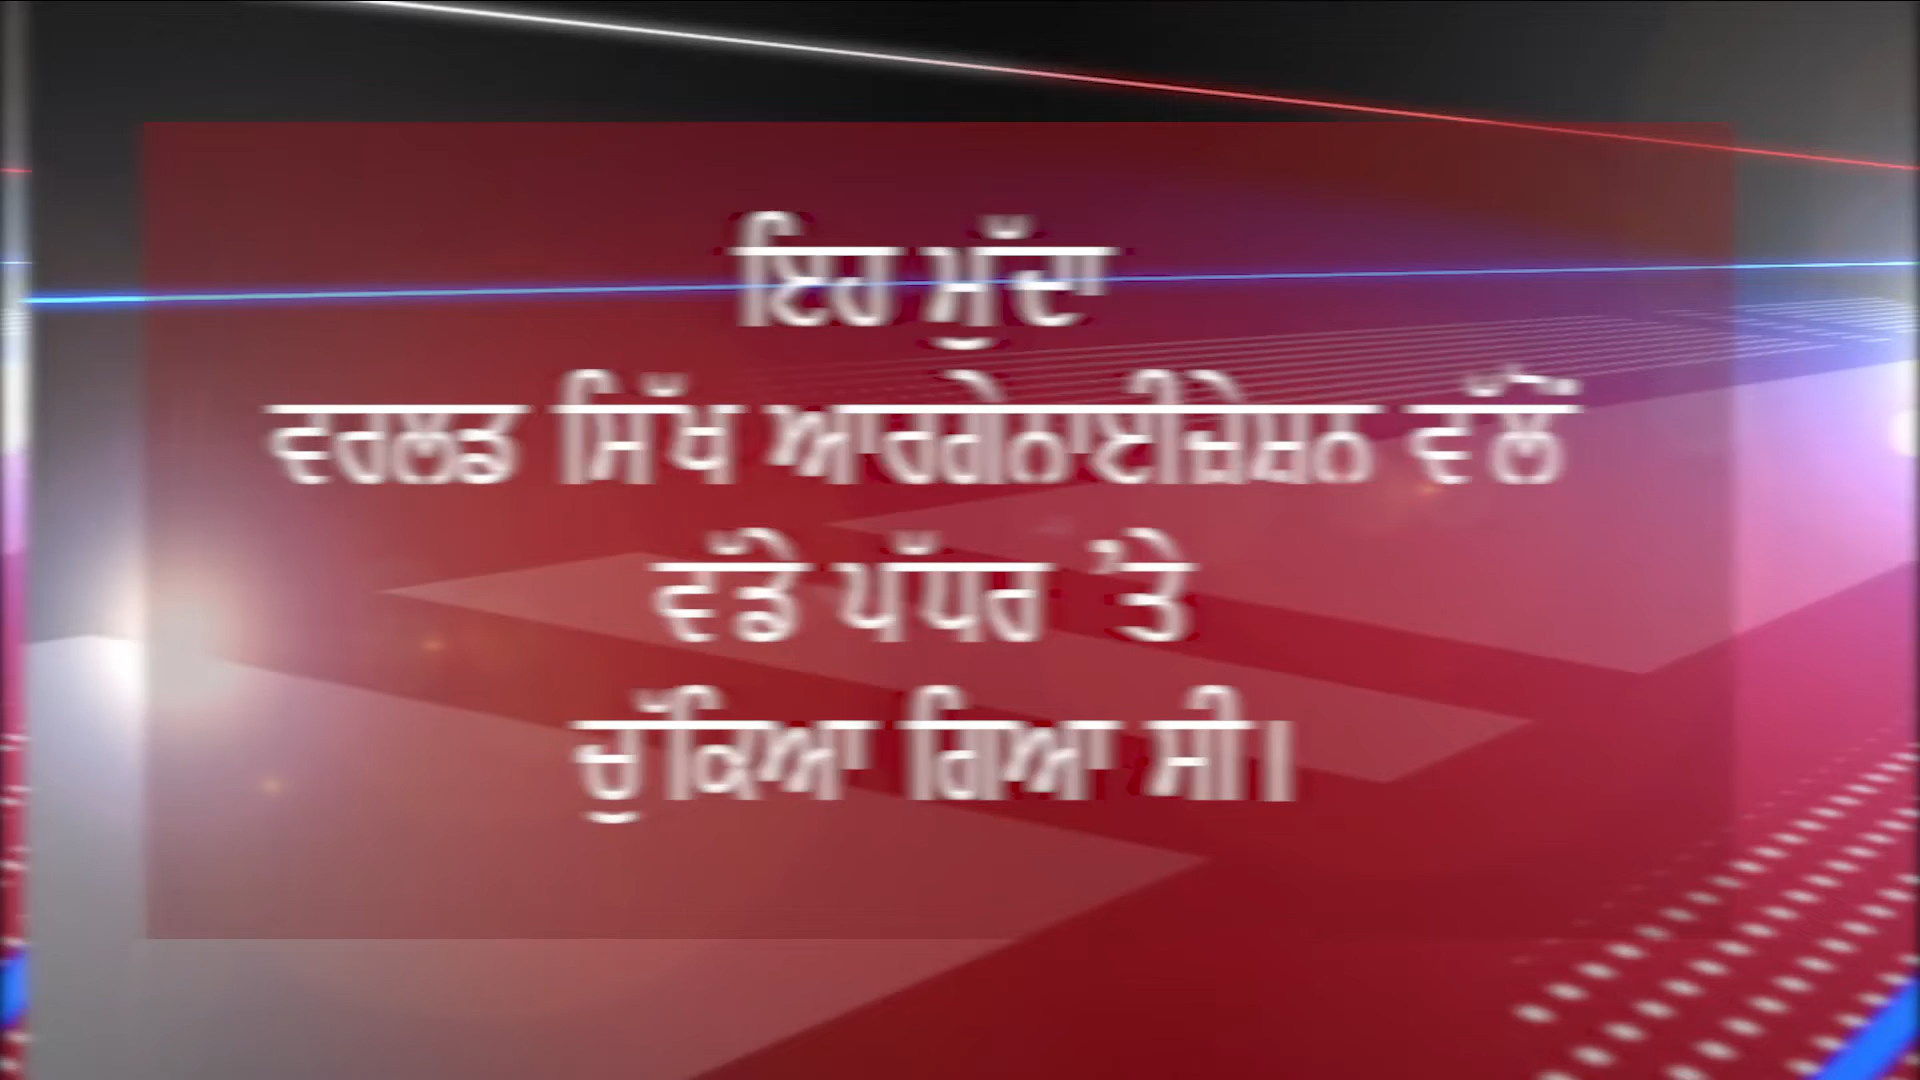 ਇਹ ਮੁੱਦਾ
ਵਰਲਡ ਸਿੱਖ ਆਰਗੇਨਾਈਜ਼ੇਸ਼ਨ ਵੱਲੋਂ
ਵੱਡੇ ਪੱਧਰ ’ਤੇ
ਚੁੱਕਿਆ ਗਿਆ ਸੀ।